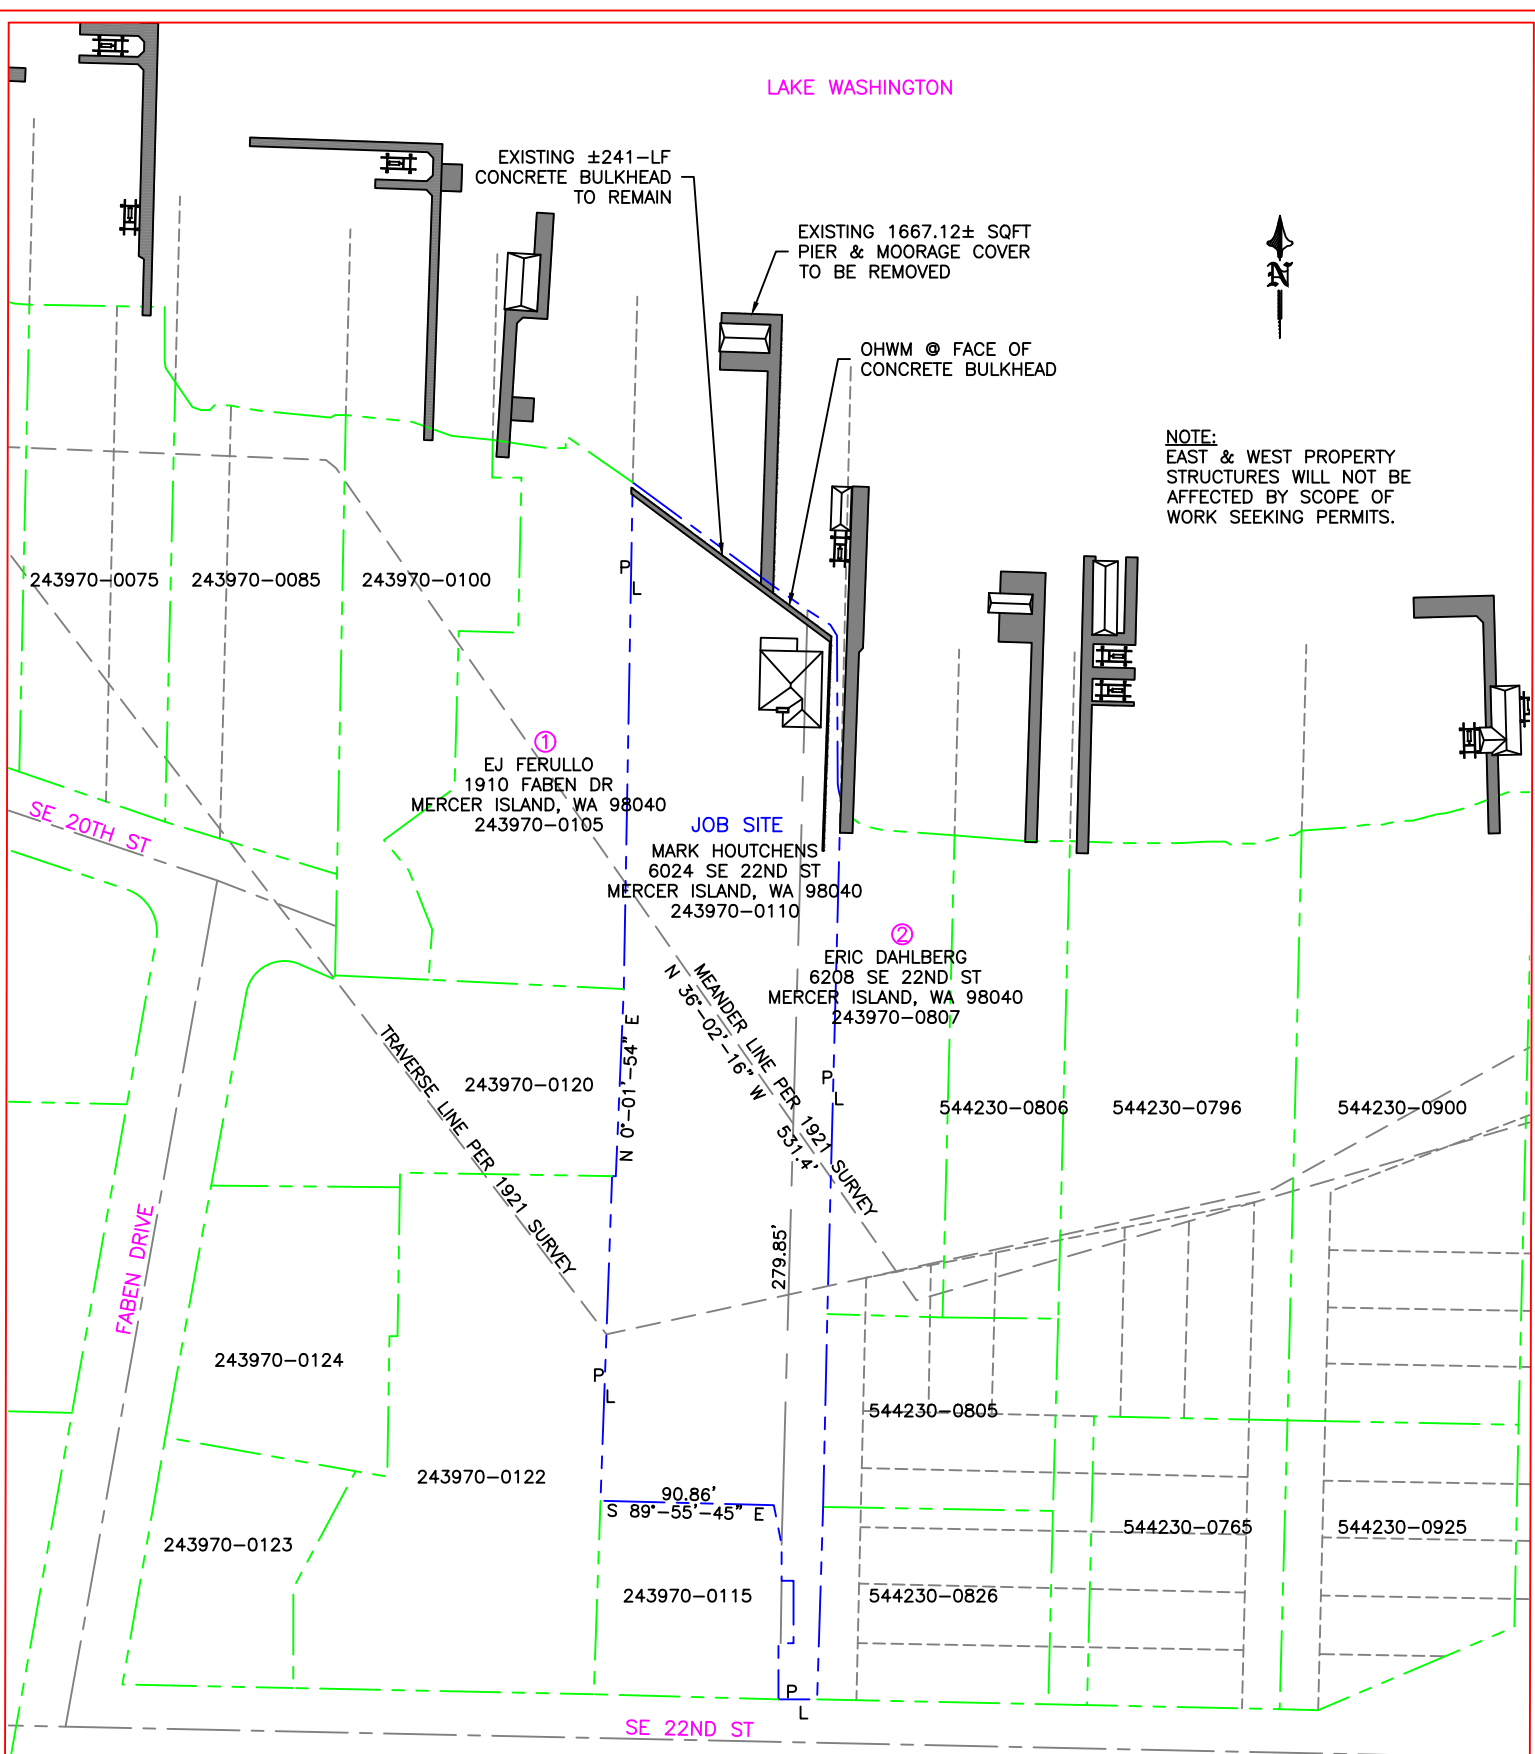 LAKE WASHINGTON
EXISTING ±241-LF
CONCRETE BULKHEAD
TO REMAIN
EXISTING 1667.12± SQFT
PIER & MOORAGE COVER
TO BE REMOVED
N
OHWM @ FACE OF
CONCRETE BULKHEAD
NOTE:
EAST & WEST PROPERTY
STRUCTURES WILL NOT BE
AFFECTED BY SCOPE OF
WORK SEEKING PERMITS.
243970-0075
243970-0085
243970-0100
P
L
1
EJ FERULLO
1910 FABEN DR
MERCER ISLAND, WA 98040
243970-0105
SE 20TH ST
JOB SITE
MARK HOUTCHENS
6024 SE 22ND ST
MERCER ISLAND, WA 98040
243970-0110
2
ERIC DAHLBERG
6208 SE 22ND ST
MERCER ISLAND, WA 98040
243970-0807
TRAVERSE LINE PER 1921 SURVEY
N 0°-01'-54" E
MEANDER LINE PER 1921 SURVEY
N 36°-02'-16" W 531.4'
P
L
243970-0120
544230-0806
544230-0796
544230-0900
FABEN DRIVE
279.85'
243970-0124
P
L
544230-0805
243970-0122
90.86'
S 89°-55'-45" E
243970-0123
544230-0765
544230-0925
243970-0115
544230-0826
P
L
SE 22ND ST